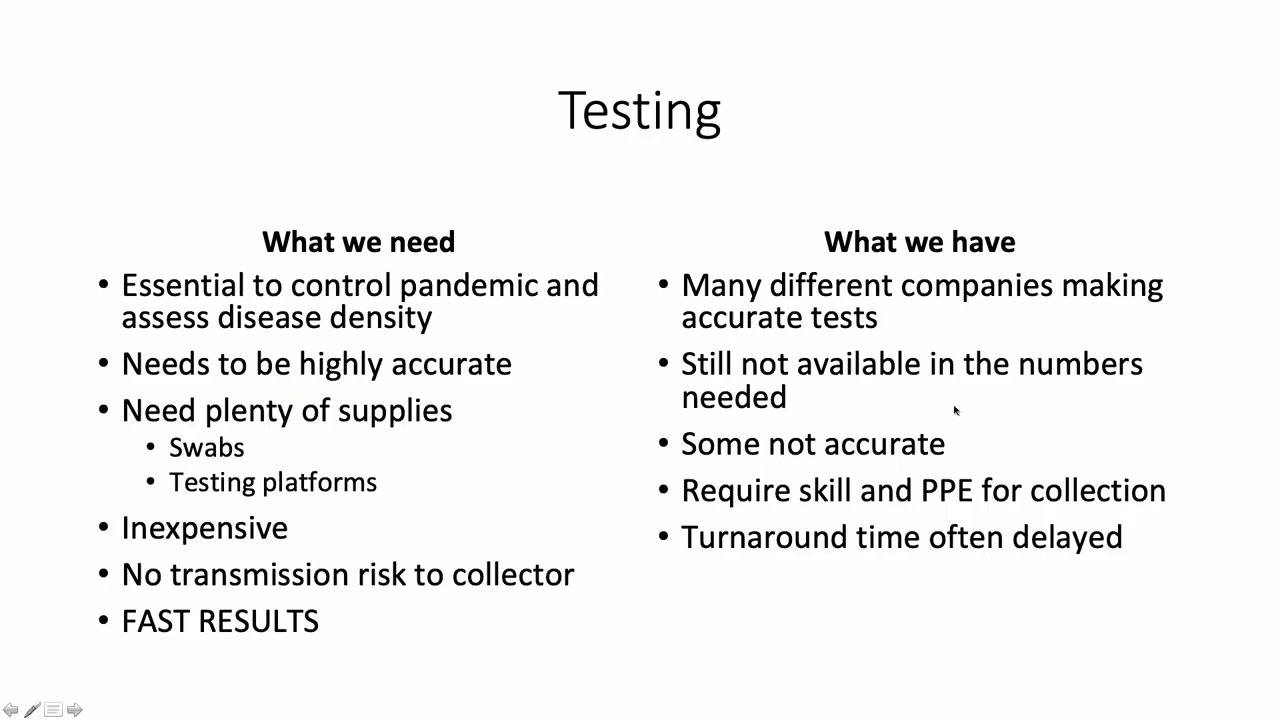 Testing
What we need
• Essential to control pandemic and
assess disease density
• Needs to be highly accurate
• Need plenty of supplies
• Swabs
• Testing platforms
• Inexpensive
• No transmission risk to collector
• FAST RESULTS
What we have
• Many different companies making
accurate tests
• Still not available in the numbers
needed
• Some not accurate
• Require skill and PPE for collection
• Turnaround time often delayed